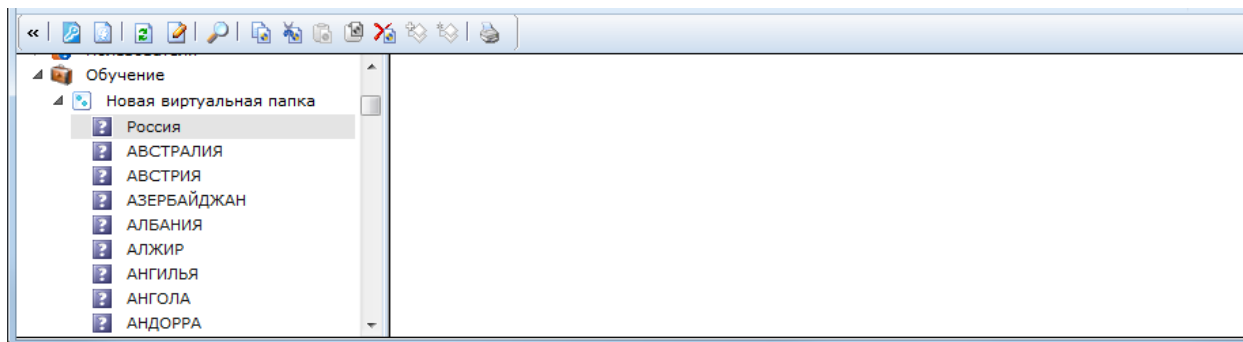 «
Обучение
Новая виртуальная папка
Россия
АВСТРАЛИЯ
АВСТРИЯ
АЗЕРБАЙДЖАН
АЛБАНИЯ
АЛЖИР
АНГИЛЬЯ
АНГОЛА
АНДОРРА